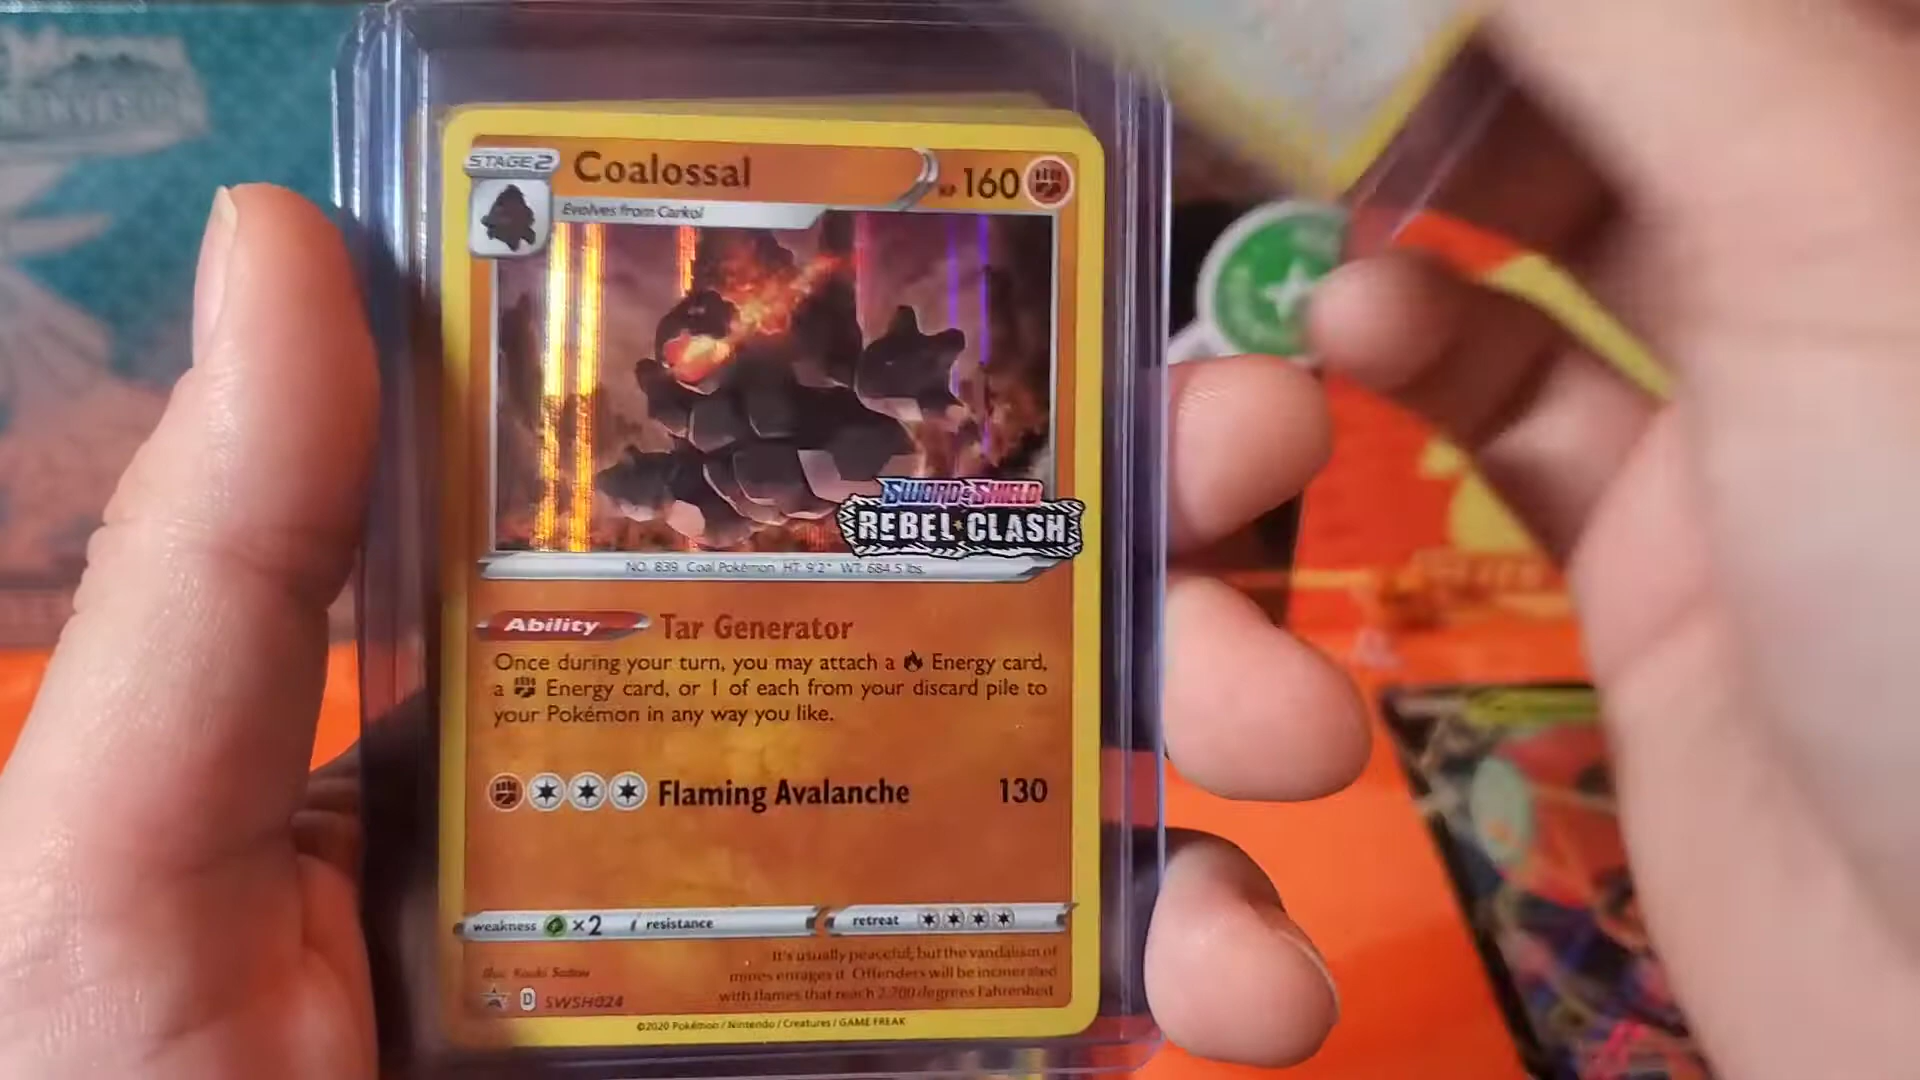 STAGE 2
Coalossal
HP 160
Evolves from Carkol
SWORD & SHIELD
REBEL CLASH
NO. 839 Coal Pokémon HT: 9'2" WT: 684.5 lbs.
Ability Tar Generator
Once during your turn, you may attach a Energy card,
a Energy card, or 1 of each from your discard pile to
your Pokémon in any way you like.
Flaming Avalanche 130
weakness ×2 resistance retreat
It's usually peaceful, but the vandalism of
mines enrages it. Offenders will be incinerated
with flames that reach 2,700 degrees Fahrenheit.
Illus. Kouki Saitou
D SWSH024
©2020 Pokémon / Nintendo / Creatures / GAME FREAK